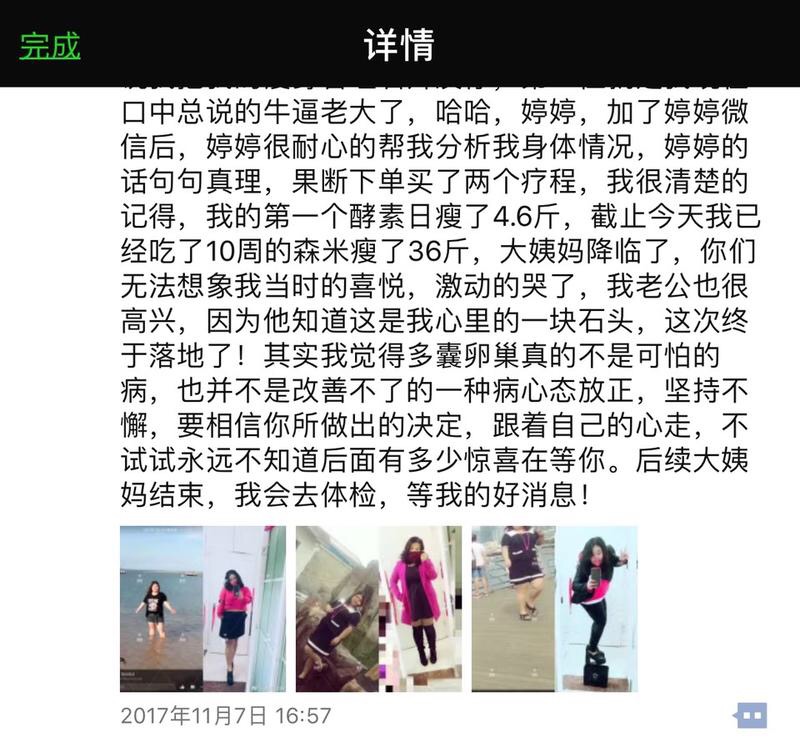 完成
详情
口中总说的牛逼老大了，哈哈，婷婷，加了婷婷微
信后，婷婷很耐心的帮我分析我身体情况，婷婷的
话句句真理，果断下单买了两个疗程，我很清楚的
记得，我的第一个酵素日瘦了4.6斤，截止今天我已
经吃了10周的森米瘦了36斤，大姨妈降临了，你们
无法想象我当时的喜悦，激动的哭了，我老公也很
高兴，因为他知道这是我心里的一块石头，这次终
于落地了！其实我觉得多囊卵巢真的不是可怕的
病，也并不是改善不了的一种病心态放正，坚持不
懈，要相信你所做出的决定，跟着自己的心走，不
试试永远不知道后面有多少惊喜在等你。后续大姨
妈结束，我会去体检，等我的好消息！
2017年11月7日 16:57